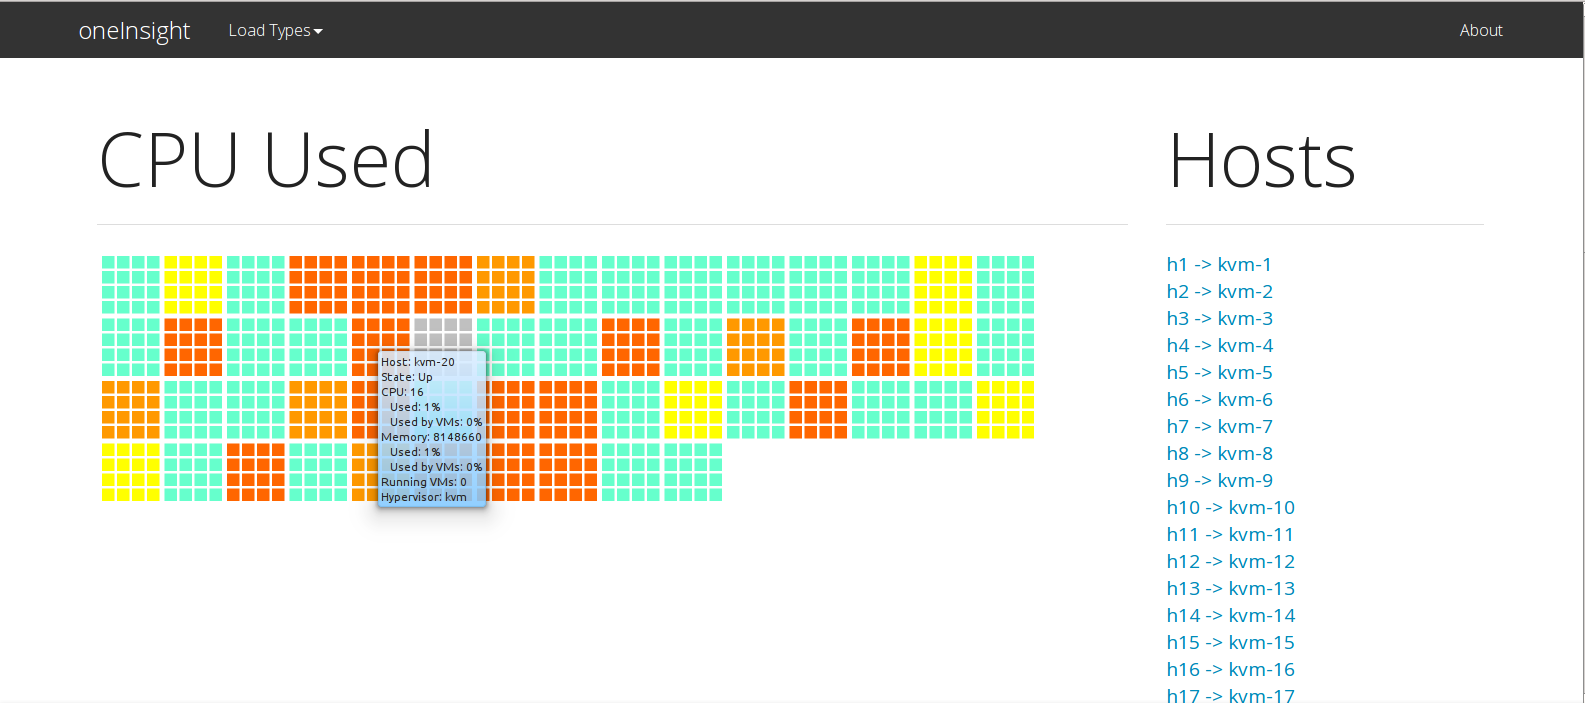 oneInsight Load Types About
CPU Used
Hosts
Host: kvm-20
State: Up
CPU: 16
Used: 1%
Used by VMs: 0%
Memory: 8148660
Used: 1%
Used by VMs: 0%
Running VMs: 0
Hypervisor: kvm
h1 -> kvm-1
h2 -> kvm-2
h3 -> kvm-3
h4 -> kvm-4
h5 -> kvm-5
h6 -> kvm-6
h7 -> kvm-7
h8 -> kvm-8
h9 -> kvm-9
h10 -> kvm-10
h11 -> kvm-11
h12 -> kvm-12
h13 -> kvm-13
h14 -> kvm-14
h15 -> kvm-15
h16 -> kvm-16
h17 -> kvm-17